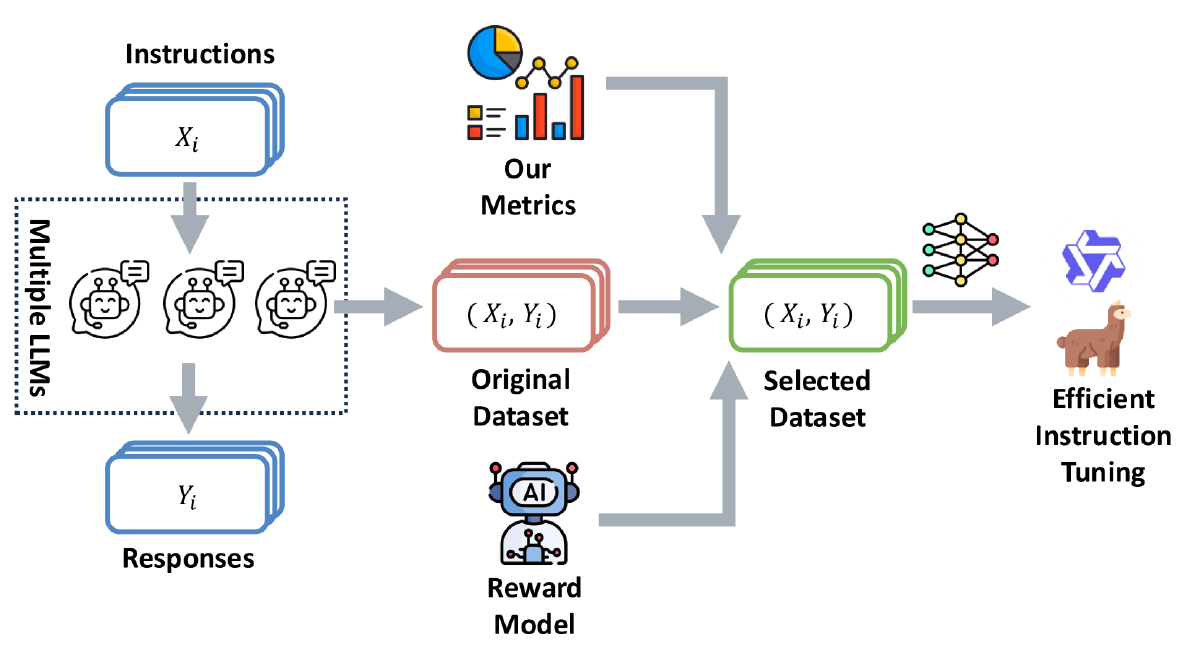 Instructions
X_i
Multiple LLMs
Y_i
Responses
Our
Metrics
( X_i, Y_i )
Original
Dataset
AI
Reward
Model
( X_i, Y_i )
Selected
Dataset
Efficient
Instruction
Tuning